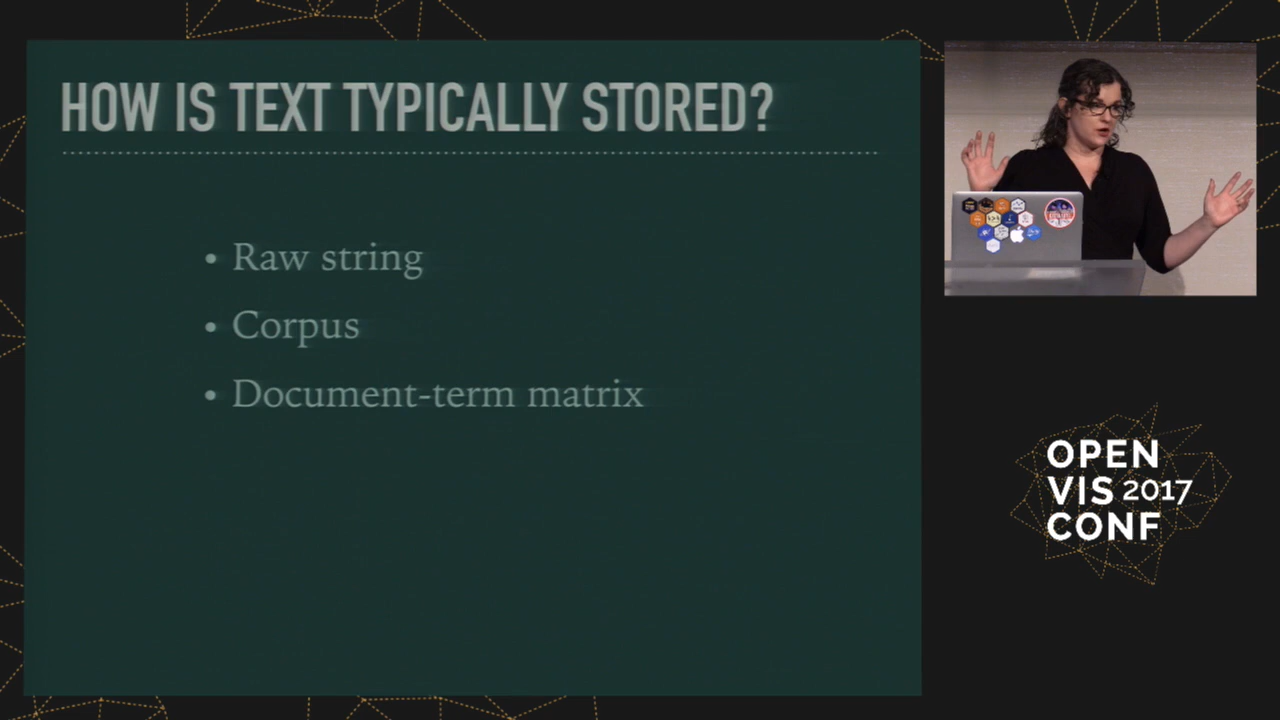 HOW IS TEXT TYPICALLY STORED?
• Raw string
• Corpus
• Document-term matrix
OPEN
VIS 2017
CONF